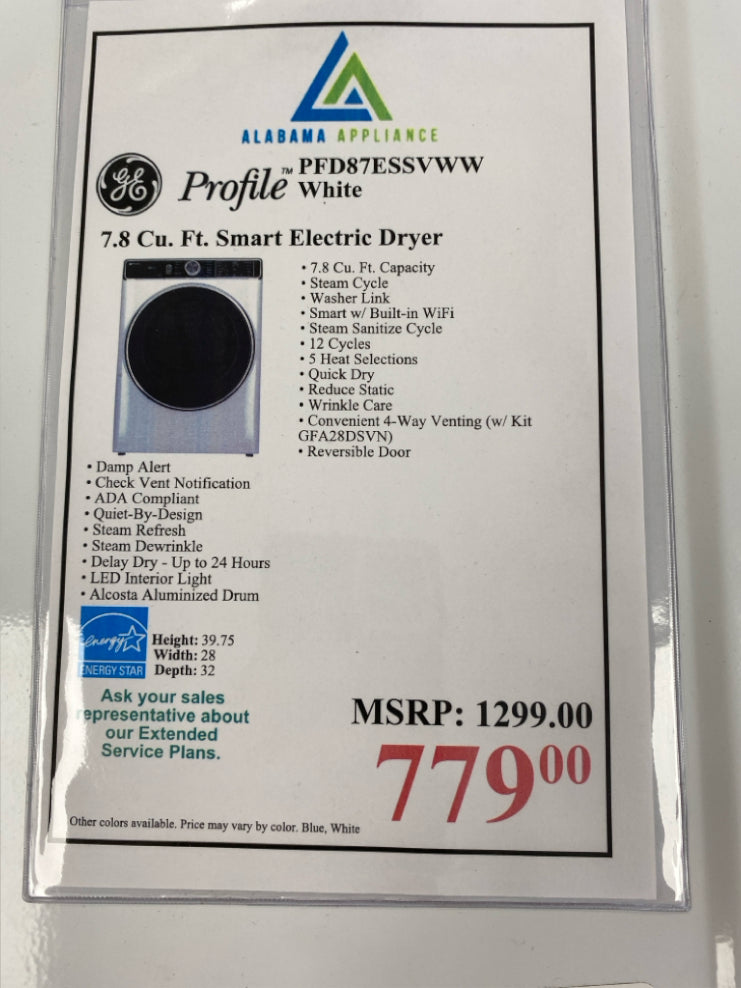 ALABAMA APPLIANCE
GE Profile™ PFD87ESSVWW
White
7.8 Cu. Ft. Smart Electric Dryer
• 7.8 Cu. Ft. Capacity
• Steam Cycle
• Washer Link
• Smart w/ Built-in WiFi
• Steam Sanitize Cycle
• 12 Cycles
• 5 Heat Selections
• Quick Dry
• Reduce Static
• Wrinkle Care
• Convenient 4-Way Venting (w/ Kit
GFA28DSVN)
• Reversible Door
• Damp Alert
• Check Vent Notification
• ADA Compliant
• Quiet-By-Design
• Steam Refresh
• Steam Dewrinkle
• Delay Dry - Up to 24 Hours
• LED Interior Light
• Alcosta Aluminized Drum
energy
ENERGY STAR
Height: 39.75
Width: 28
Depth: 32
Ask your sales
representative about
our Extended
Service Plans.
MSRP: 1299.00
77900
Other colors available. Price may vary by color. Blue, White